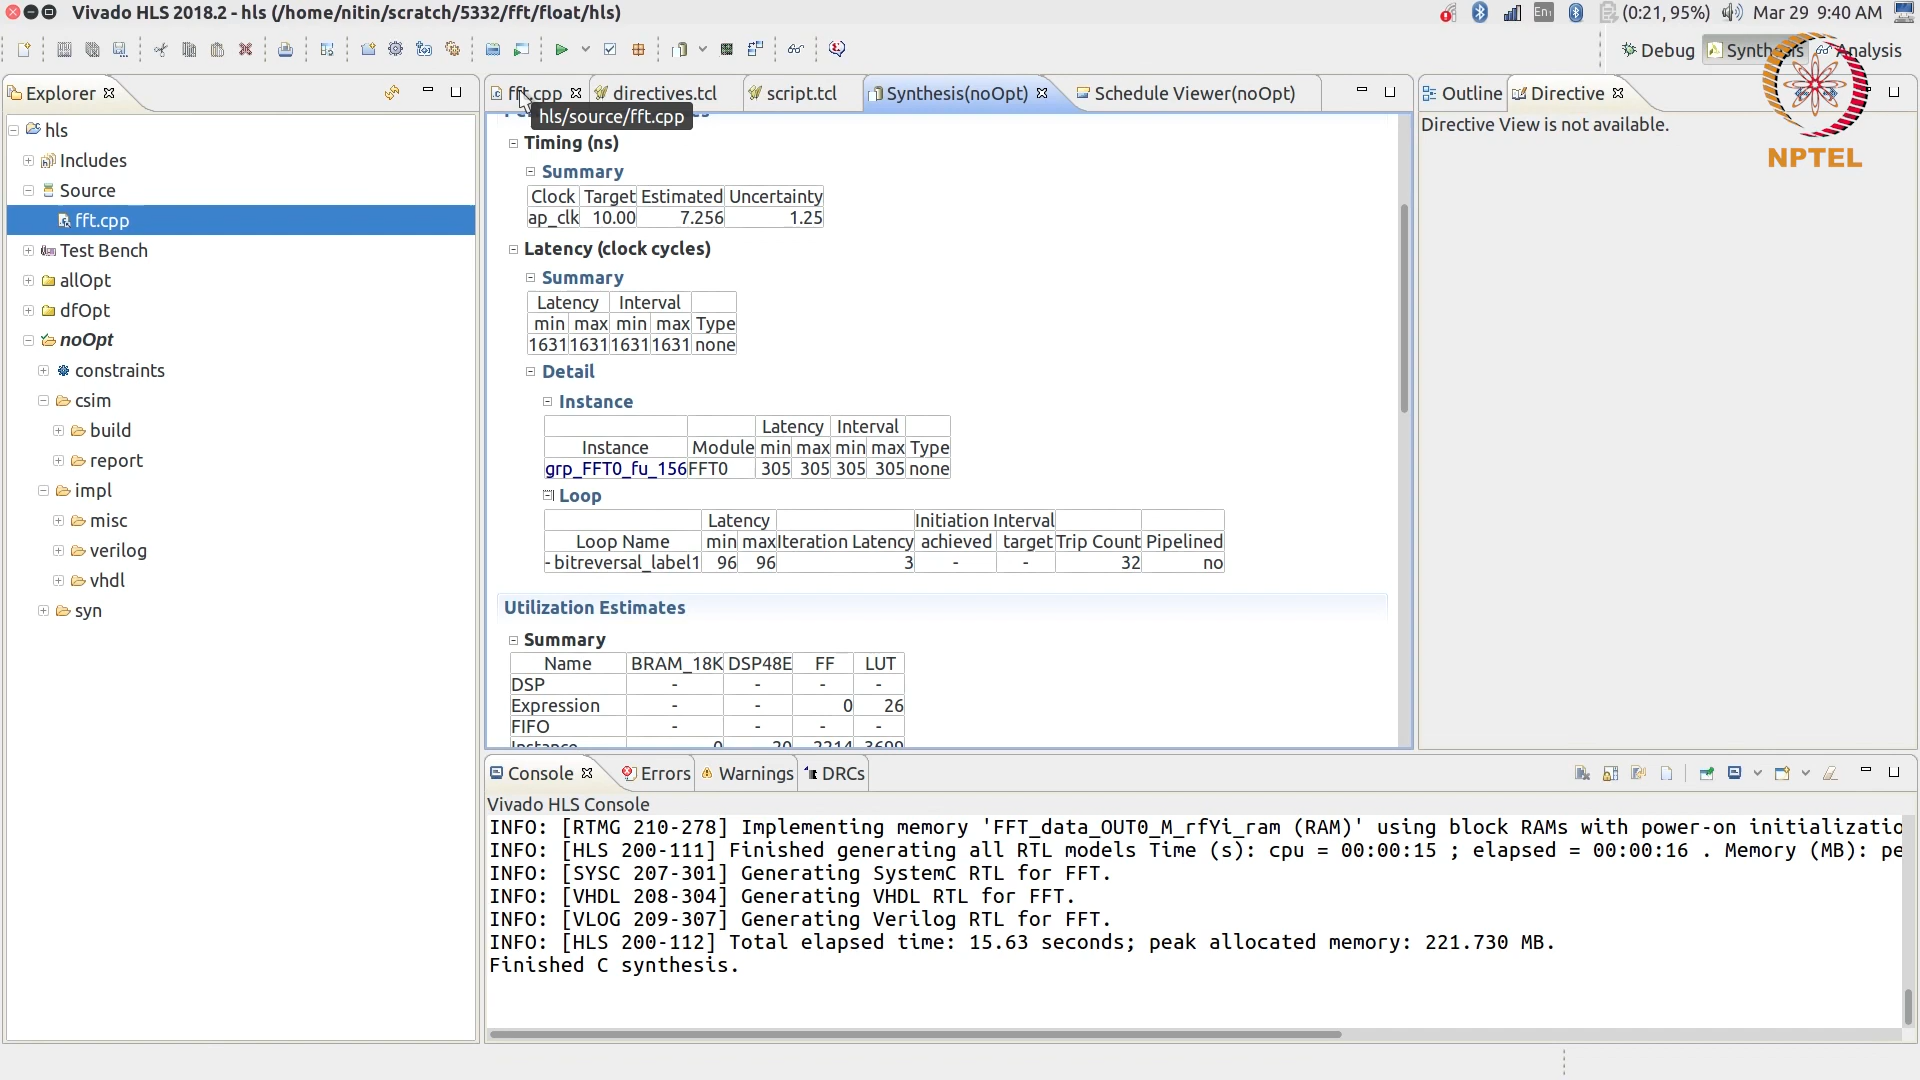 Vivado HLS 2018.2 - hls (/home/nitin/scratch/5332/fft/float/hls)
En1
(0:21, 95%)
Mar 29 9:40 AM
Debug
Synthesis
Analysis
Explorer
fft.cpp
directives.tcl
script.tcl
Synthesis(noOpt)
Schedule Viewer(noOpt)
Outline
Directive
hls/source/fft.cpp
Directive View is not available.
NPTEL
hls
Includes
Source
fft.cpp
Test Bench
allOpt
dfOpt
noOpt
constraints
csim
build
report
impl
misc
verilog
vhdl
syn
Timing (ns)
Summary
Clock Target Estimated Uncertainty
ap_clk 10.00 7.256 1.25
Latency (clock cycles)
Summary
Latency Interval
min max min max Type
1631 1631 1631 1631 none
Detail
Instance
Latency Interval
Instance Module min max min max Type
grp_FFT0_fu_156 FFT0 305 305 305 305 none
Loop
Latency Initiation Interval
Loop Name min max Iteration Latency achieved target Trip Count Pipelined
- bitreversal_label1 96 96 3 - - 32 no
Utilization Estimates
Summary
Name BRAM_18K DSP48E FF LUT
DSP - - - -
Expression - - 0 26
FIFO - - - -
Instance 0 20 2214 3699
Console
Errors
Warnings
DRCs
Vivado HLS Console
INFO: [RTMG 210-278] Implementing memory 'FFT_data_OUT0_M_rfYi_ram (RAM)' using block RAMs with power-on initializatio
INFO: [HLS 200-111] Finished generating all RTL models Time (s): cpu = 00:00:15 ; elapsed = 00:00:16 . Memory (MB): pe
INFO: [SYSC 207-301] Generating SystemC RTL for FFT.
INFO: [VHDL 208-304] Generating VHDL RTL for FFT.
INFO: [VLOG 209-307] Generating Verilog RTL for FFT.
INFO: [HLS 200-112] Total elapsed time: 15.63 seconds; peak allocated memory: 221.730 MB.
Finished C synthesis.